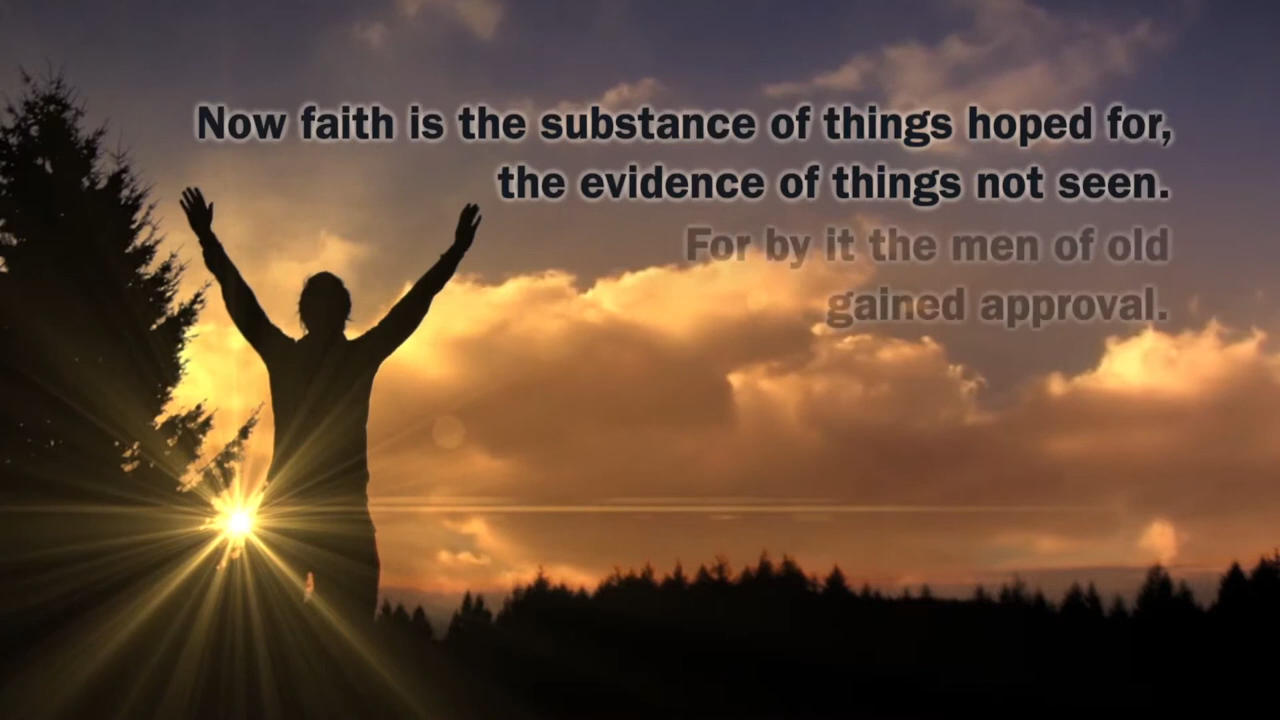 Now faith is the substance of things hoped for,
the evidence of things not seen.
For by it the men of old
gained approval.